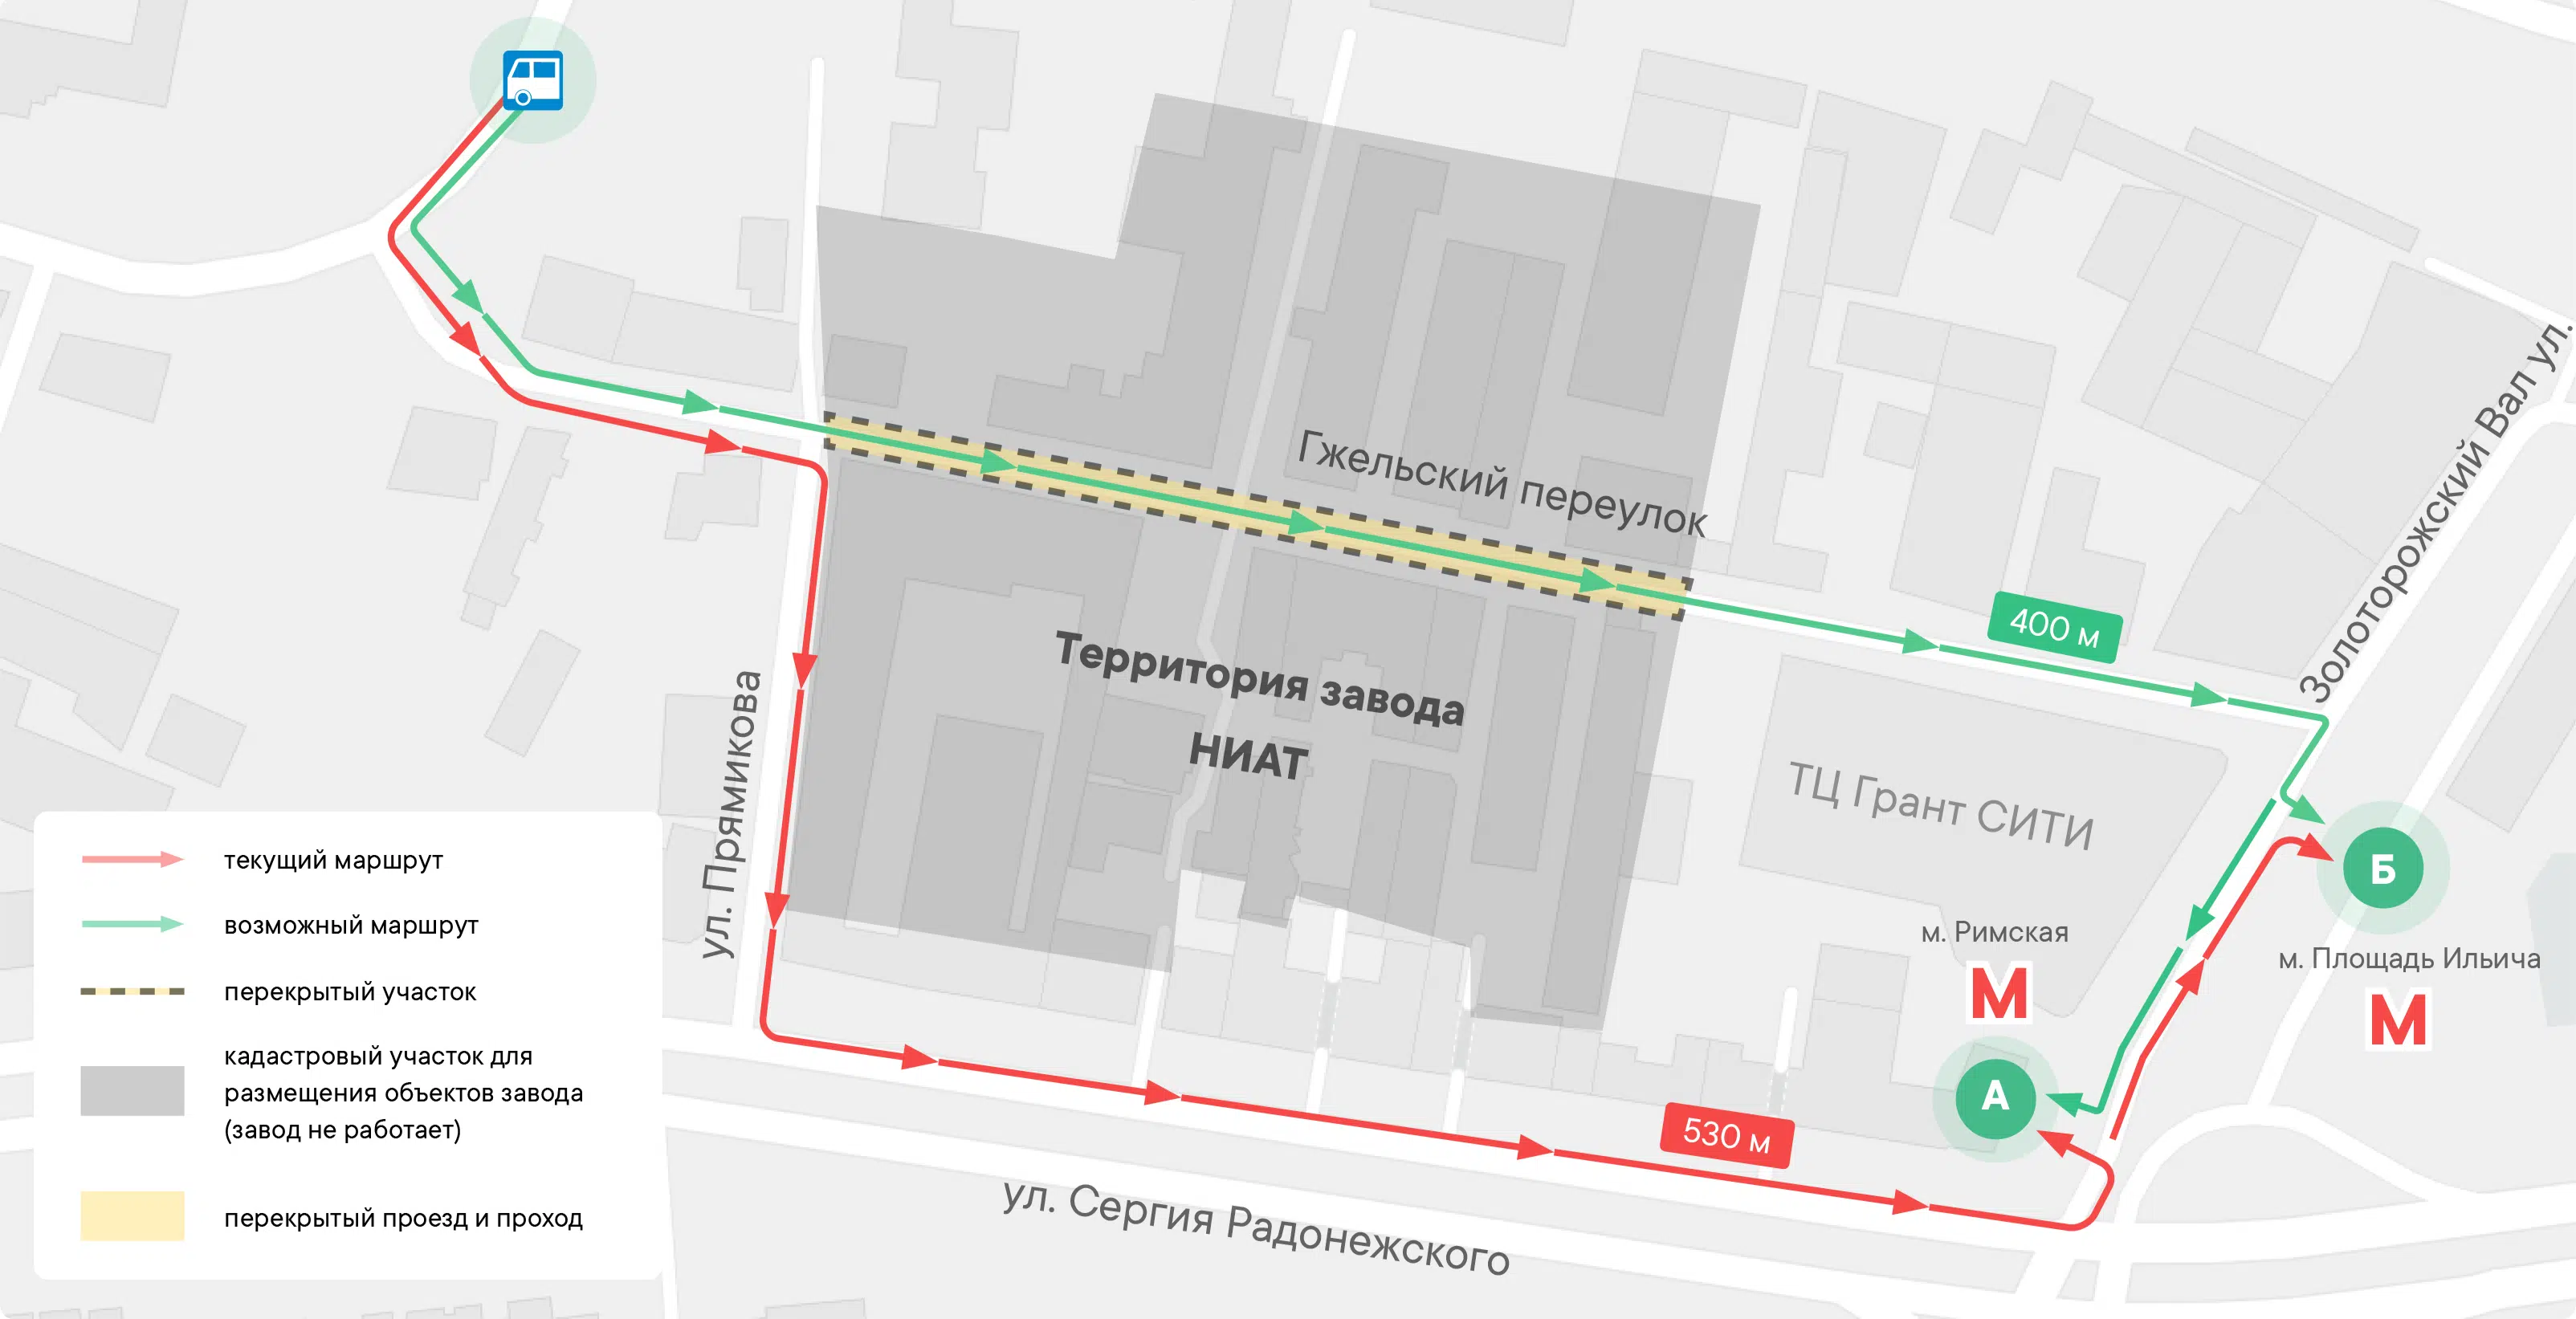 Гжельский переулок
Золоторожский Вал ул.
400 м
Территория завода
НИАТ
ТЦ Грант СИТИ
ул. Прямикова
Б
м. Римская
М
м. Площадь Ильича
М
А
530 м
ул. Сергия Радонежского
текущий маршрут
возможный маршрут
перекрытый участок
кадастровый участок для
размещения объектов завода
(завод не работает)
перекрытый проезд и проход